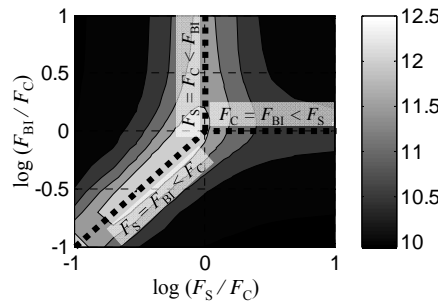 1
0.5
0
-0.5
-1
log (F_BI / F_C)
F_S = F_C < F_BI
F_C = F_BI < F_S
F_S = F_BI < F_C
-1
0
1
log (F_S / F_C)
12.5
12
11.5
11
10.5
10